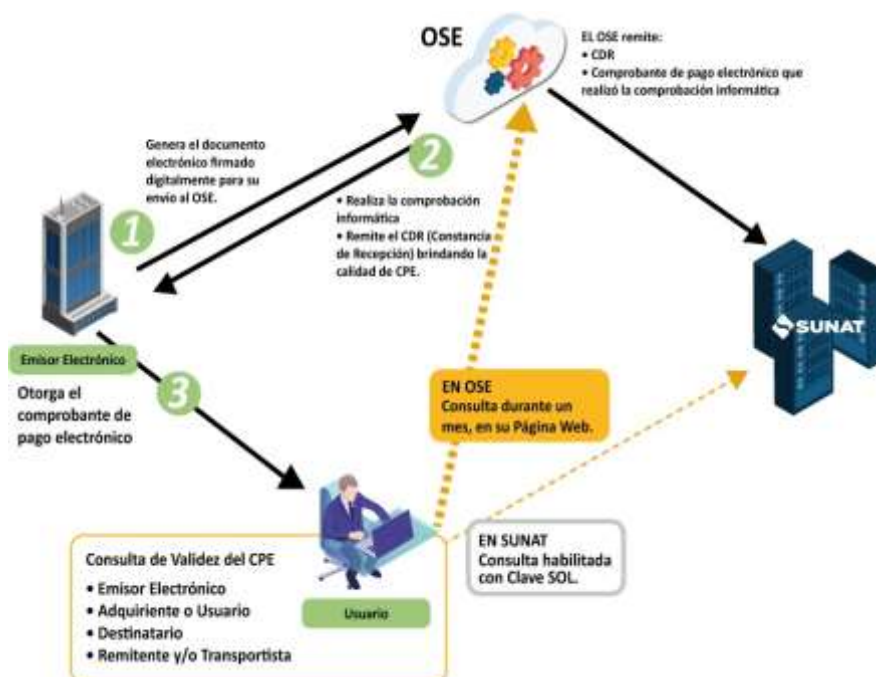 OSE
EL OSE remite:
• CDR
• Comprobante de pago electrónico que
realizó la comprobación informática
Genera el documento
electrónico firmado
digitalmente para su
envío al OSE.
1
2
• Realiza la comprobación
informática
• Remite el CDR (Constancia
de Recepción) brindando la
calidad de CPE.
SUNAT
Emisor Electrónico
3
Otorga el
comprobante de
pago electrónico
EN OSE
Consulta durante un
mes, en su Página Web.
EN SUNAT
Consulta habilitada
con Clave SOL.
Consulta de Validez del CPE
• Emisor Electrónico
• Adquiriente o Usuario
• Destinatario
• Remitente y/o Transportista
Usuario